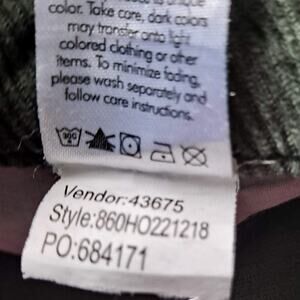 color. Take care, dark colors
may transfer onto light
colored clothing or other
items. To minimize fading,
please wash separately and
follow care instructions.
30C
Vendor:43675
Style:860HO221218
PO:684171